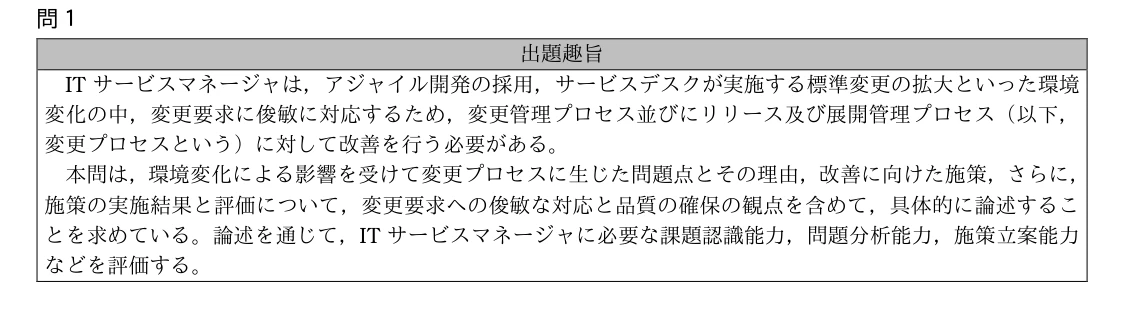 問 1
出題趣旨
IT サービスマネージャは，アジャイル開発の採用，サービスデスクが実施する標準変更の拡大といった環境
変化の中，変更要求に俊敏に対応するため，変更管理プロセス並びにリリース及び展開管理プロセス（以下，
変更プロセスという）に対して改善を行う必要がある。
本問は，環境変化による影響を受けて変更プロセスに生じた問題点とその理由，改善に向けた施策，さらに，
施策の実施結果と評価について，変更要求への俊敏な対応と品質の確保の観点を含めて，具体的に論述するこ
とを求めている。論述を通じて，IT サービスマネージャに必要な課題認識能力，問題分析能力，施策立案能力
などを評価する。